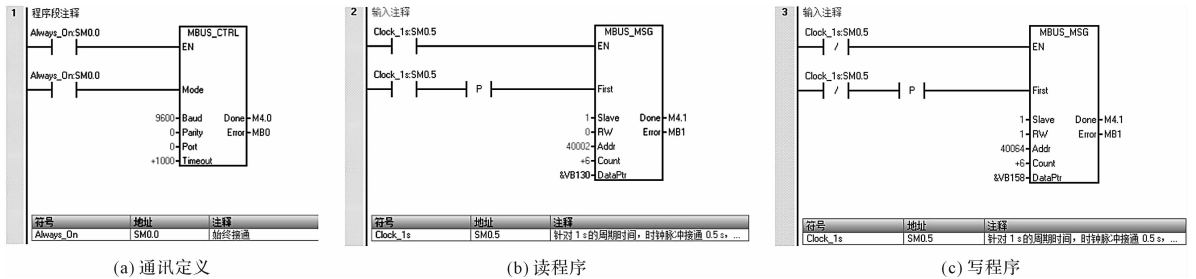 1 程序段注释
Always_On:SM0.0
MBUS_CTRL
EN
Always_On:SM0.0
Mode
9600 Baud Done M4.0
0 Parity Error MB0
0 Port
+1000 Timeout
符号 地址 注释
Always_On SM0.0 始终接通
(a) 通讯定义
2 输入注释
Clock_1s:SM0.5
MBUS_MSG
EN
Clock_1s:SM0.5
P
First
1 Slave Done M4.1
0 RW Error MB1
40002 Addr
+6 Count
&VB130 DataPtr
符号 地址 注释
Clock_1s SM0.5 针对 1 s的周期时间，时钟脉冲接通 0.5 s，...
(b) 读程序
3 输入注释
Clock_1s:SM0.5
/
MBUS_MSG
EN
Clock_1s:SM0.5
/ P
First
1 Slave Done M4.1
1 RW Error MB1
40064 Addr
+6 Count
&VB158 DataPtr
符号 地址 注释
Clock_1s SM0.5 针对 1 s的周期时间，时钟脉冲接通 0.5 s，...
(c) 写程序